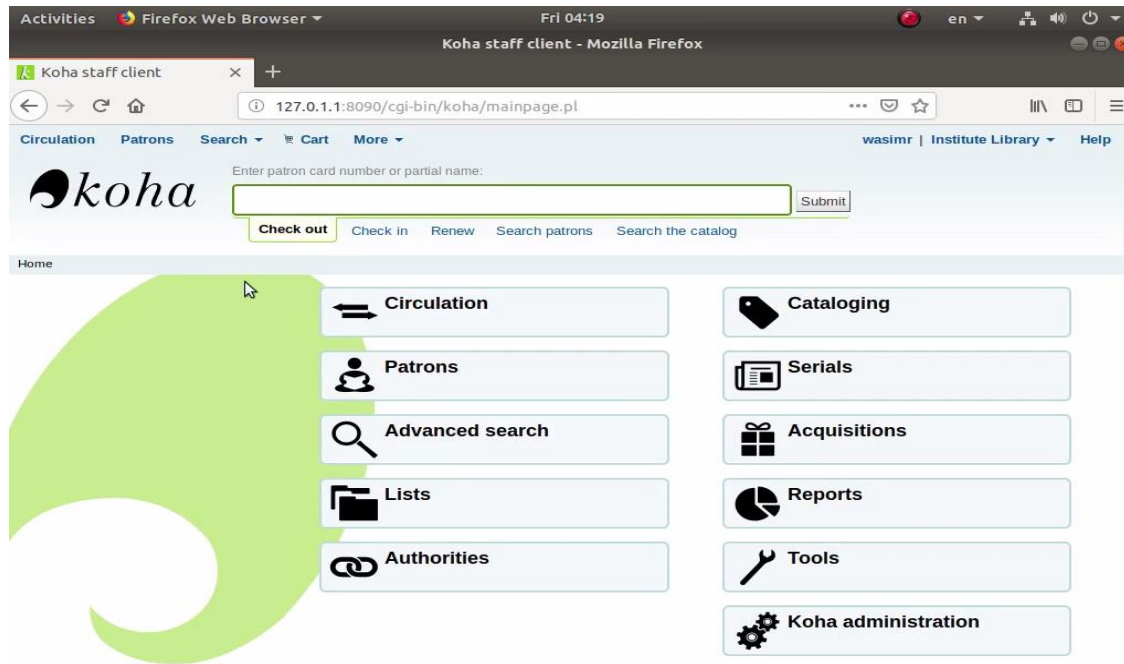 Activities Firefox Web Browser Fri 04:19 en
Koha staff client - Mozilla Firefox
Koha staff client
127.0.1.1:8090/cgi-bin/koha/mainpage.pl
Circulation Patrons Search Cart More wasimr | Institute Library Help
koha
Enter patron card number or partial name:
Submit
Check out Check in Renew Search patrons Search the catalog
Home
Circulation Cataloging
Patrons Serials
Advanced search Acquisitions
Lists Reports
Authorities Tools
Koha administration